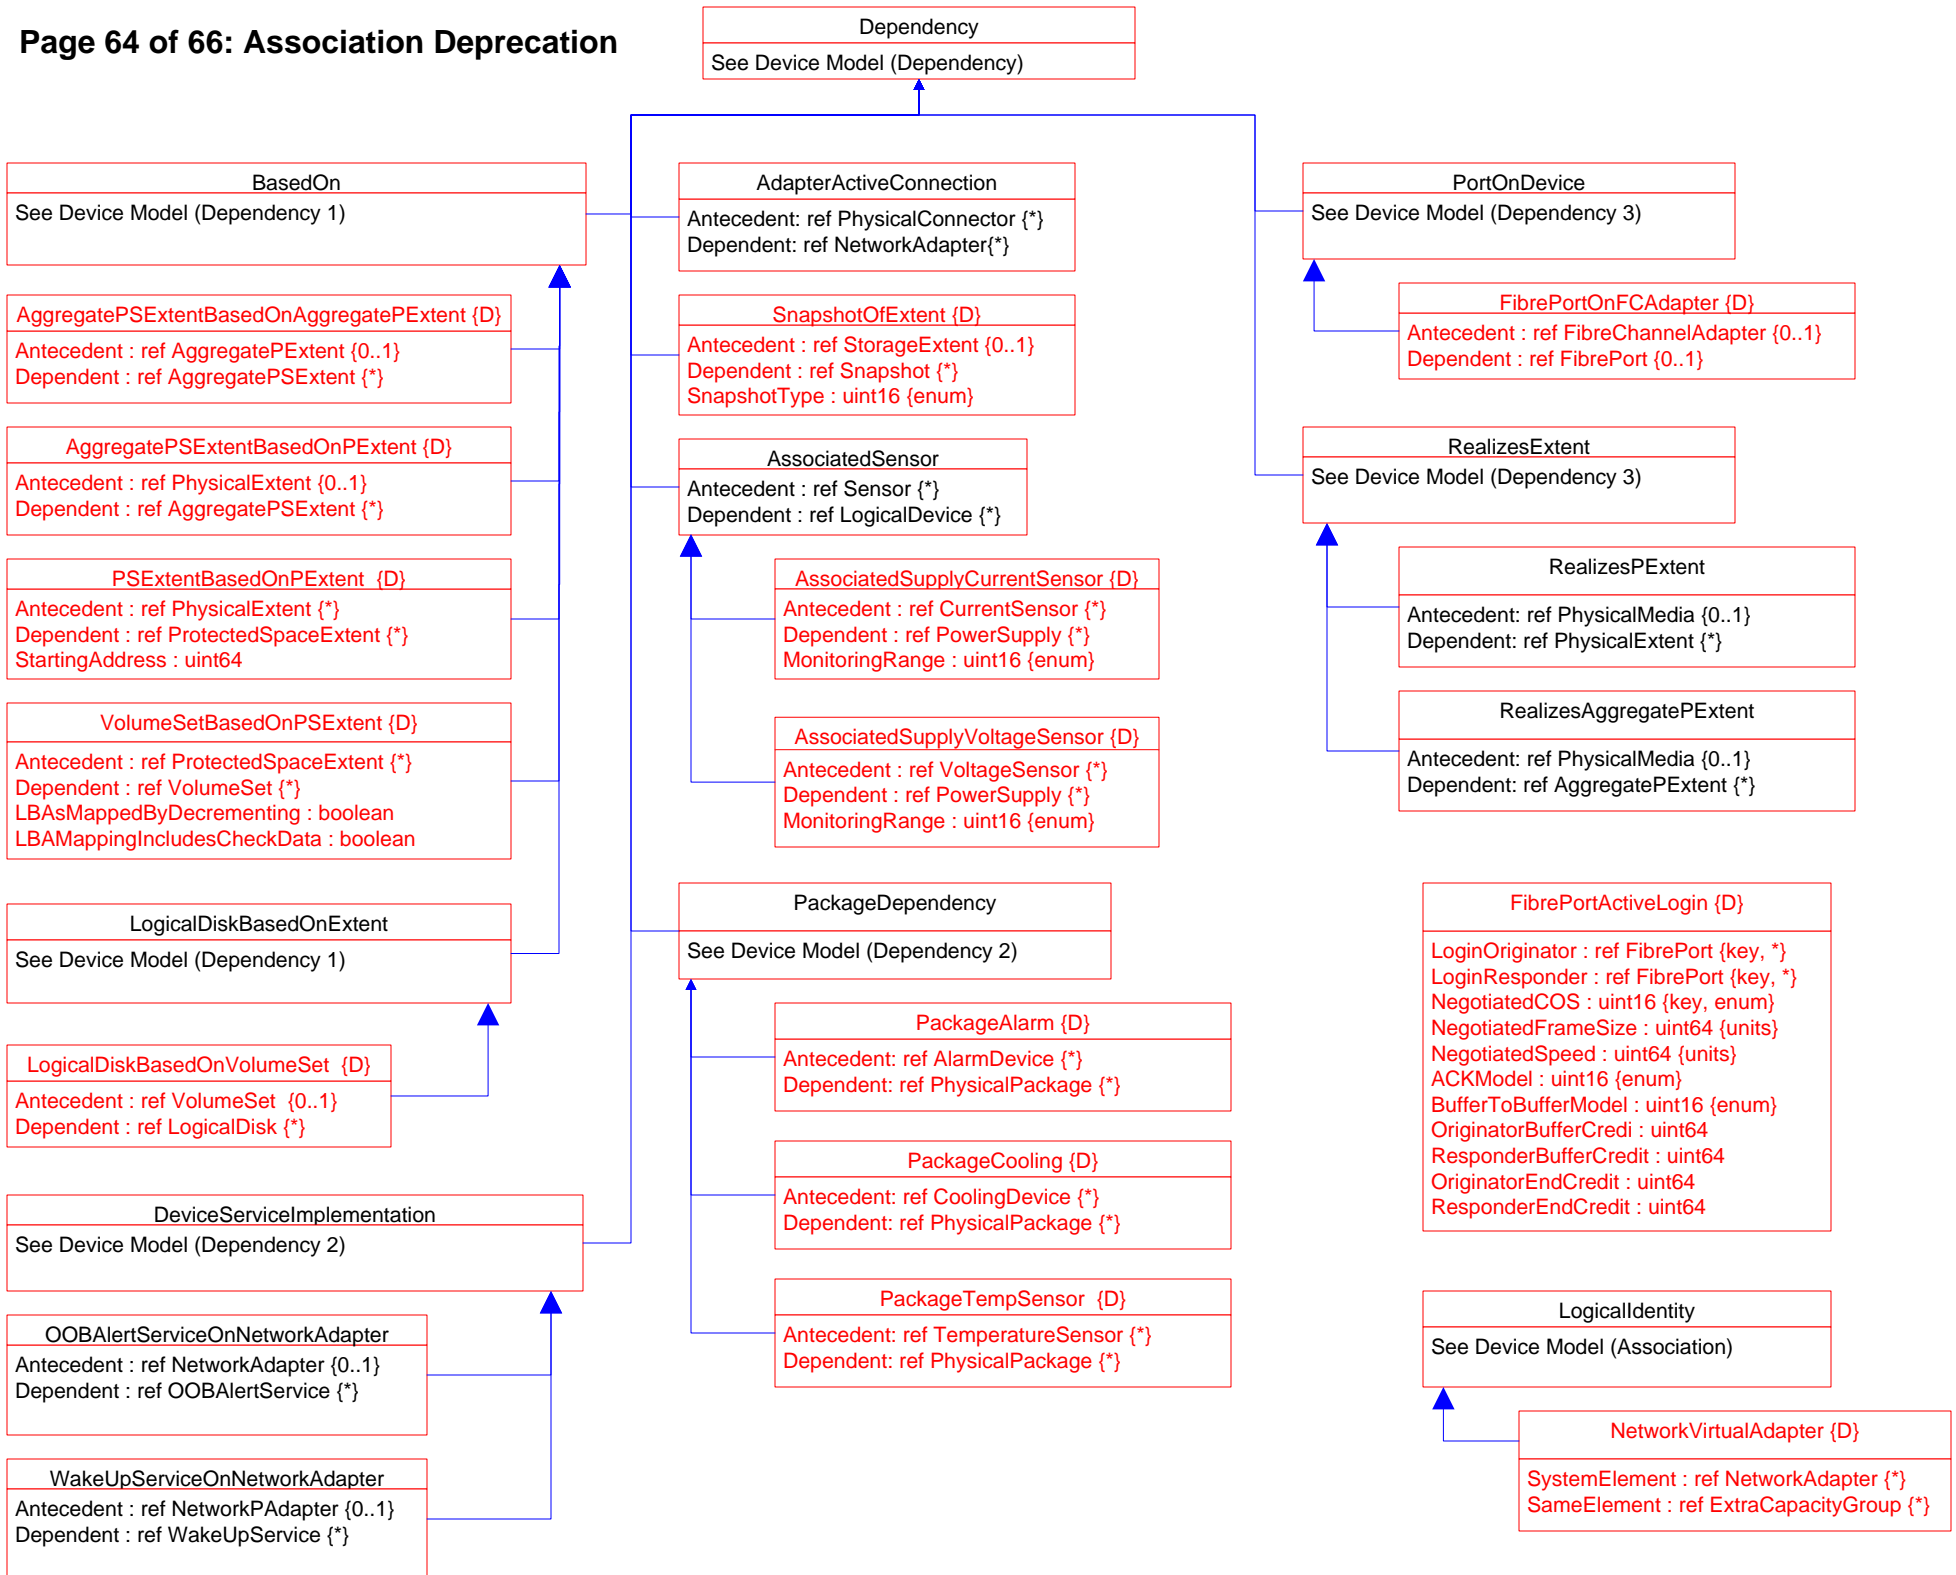 Page 64 of 66: Association Deprecation
Dependency
See Device Model (Dependency)
BasedOn
See Device Model (Dependency 1)
AggregatePSExtentBasedOnAggregatePExtent {D}
Antecedent : ref AggregatePExtent {0..1}
Dependent : ref AggregatePSExtent {*}
AggregatePSExtentBasedOnPExtent {D}
Antecedent : ref PhysicalExtent {0..1}
Dependent : ref AggregatePSExtent {*}
PSExtentBasedOnPExtent  {D}
Antecedent : ref PhysicalExtent {*}
Dependent : ref ProtectedSpaceExtent {*}
StartingAddress : uint64
VolumeSetBasedOnPSExtent {D}
Antecedent : ref ProtectedSpaceExtent {*}
Dependent : ref VolumeSet {*}
LBAsMappedByDecrementing : boolean
LBAMappingIncludesCheckData : boolean
LogicalDiskBasedOnExtent
See Device Model (Dependency 1)
LogicalDiskBasedOnVolumeSet  {D}
Antecedent : ref VolumeSet  {0..1}
Dependent : ref LogicalDisk {*}
DeviceServiceImplementation
See Device Model (Dependency 2)
OOBAlertServiceOnNetworkAdapter
Antecedent : ref NetworkAdapter {0..1}
Dependent : ref OOBAlertService {*}
WakeUpServiceOnNetworkAdapter
Antecedent : ref NetworkPAdapter {0..1}
Dependent : ref WakeUpService {*}
AdapterActiveConnection
Antecedent: ref PhysicalConnector {*}
Dependent: ref NetworkAdapter{*}
SnapshotOfExtent {D}
Antecedent : ref StorageExtent {0..1}
Dependent : ref Snapshot {*}
SnapshotType : uint16 {enum}
AssociatedSensor
Antecedent : ref Sensor {*}
Dependent : ref LogicalDevice {*}
AssociatedSupplyCurrentSensor {D}
Antecedent : ref CurrentSensor {*}
Dependent : ref PowerSupply {*}
MonitoringRange : uint16 {enum}
AssociatedSupplyVoltageSensor {D}
Antecedent : ref VoltageSensor {*}
Dependent : ref PowerSupply {*}
MonitoringRange : uint16 {enum}
PackageDependency
See Device Model (Dependency 2)
PackageAlarm {D}
Antecedent: ref AlarmDevice {*}
Dependent: ref PhysicalPackage {*}
PackageCooling {D}
Antecedent: ref CoolingDevice {*}
Dependent: ref PhysicalPackage {*}
PackageTempSensor  {D}
Antecedent: ref TemperatureSensor {*}
Dependent: ref PhysicalPackage {*}
PortOnDevice
See Device Model (Dependency 3)
FibrePortOnFCAdapter {D}
Antecedent : ref FibreChannelAdapter {0..1}
Dependent : ref FibrePort {0..1}
RealizesExtent
See Device Model (Dependency 3)
RealizesPExtent
Antecedent: ref PhysicalMedia {0..1}
Dependent: ref PhysicalExtent {*}
RealizesAggregatePExtent
Antecedent: ref PhysicalMedia {0..1}
Dependent: ref AggregatePExtent {*}
FibrePortActiveLogin {D}
LoginOriginator : ref FibrePort {key, *}
LoginResponder : ref FibrePort {key, *}
NegotiatedCOS : uint16 {key, enum}
NegotiatedFrameSize : uint64 {units}
NegotiatedSpeed : uint64 {units}
ACKModel : uint16 {enum}
BufferToBufferModel : uint16 {enum}
OriginatorBufferCredi : uint64
ResponderBufferCredit : uint64
OriginatorEndCredit : uint64
ResponderEndCredit : uint64
LogicalIdentity
See Device Model (Association)
NetworkVirtualAdapter {D}
SystemElement : ref NetworkAdapter {*}
SameElement : ref ExtraCapacityGroup {*}